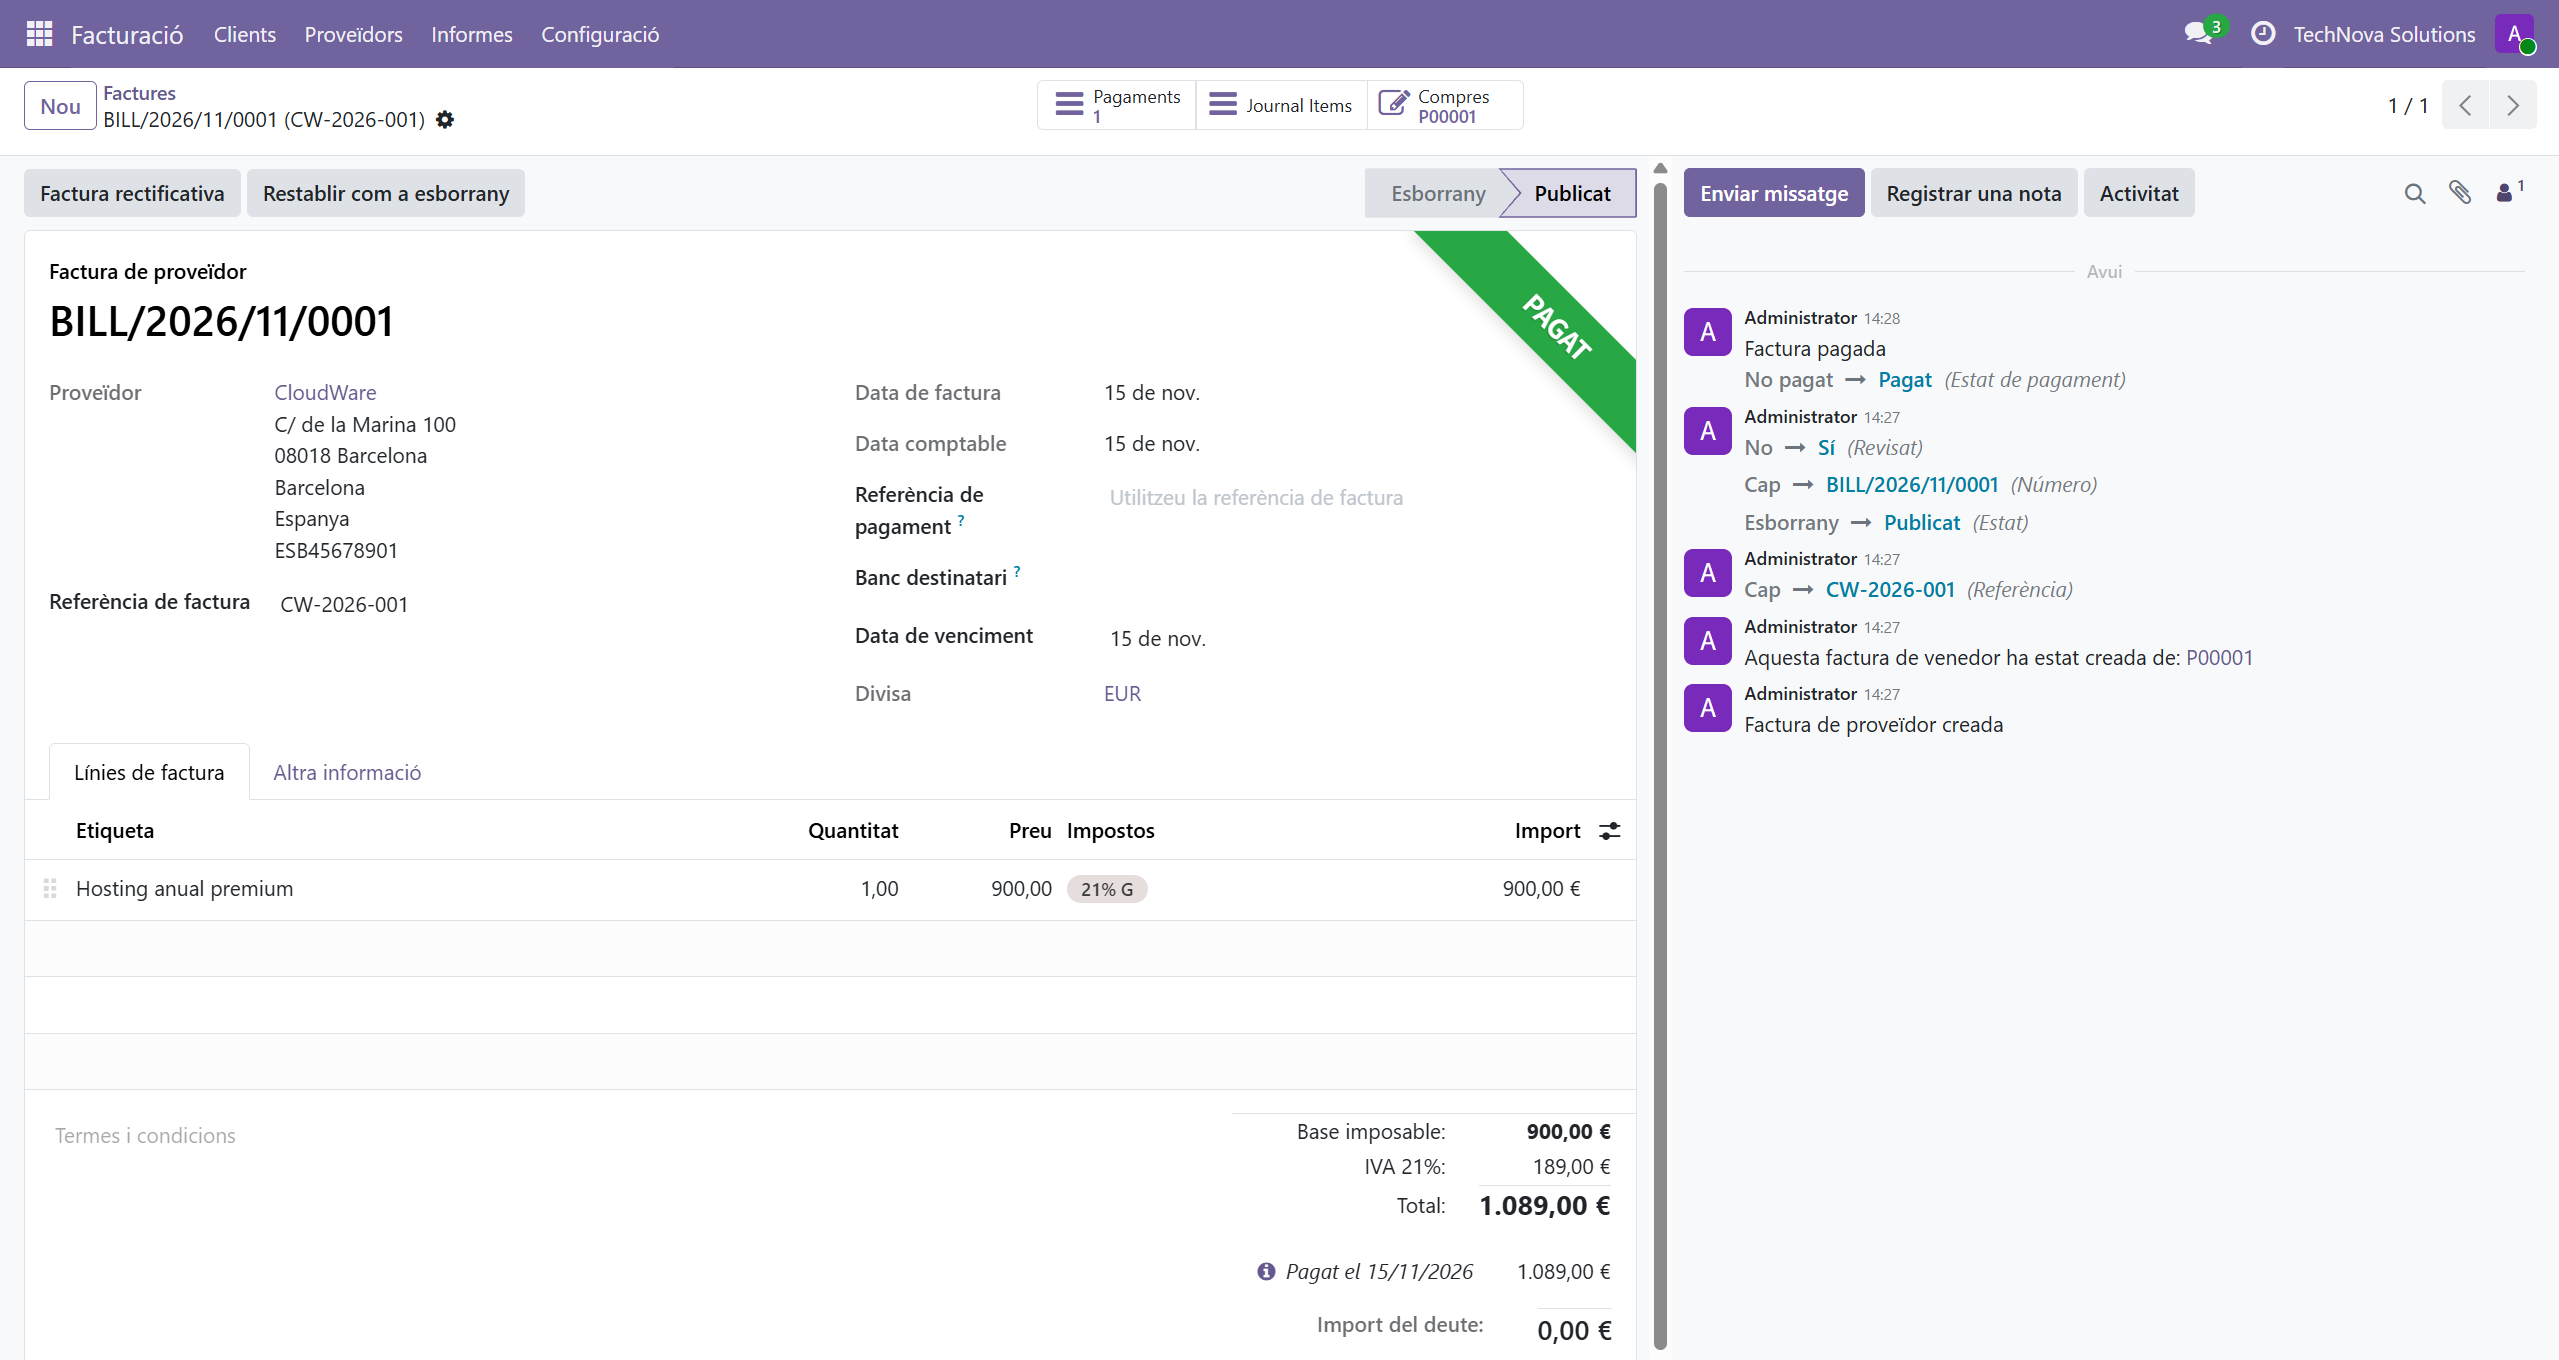 Facturació Clients Proveïdors Informes Configuració 3 TechNova Solutions A
Nou
Factures
BILL/2026/11/0001 (CW-2026-001)
Pagaments
1
Journal Items
Compres
P00001
1 / 1
Factura rectificativa Restablir com a esborrany
Esborrany Publicat
Factura de proveïdor
BILL/2026/11/0001
PAGAT
Proveïdor
CloudWare
C/ de la Marina 100
08018 Barcelona
Barcelona
Espanya
ESB45678901
Referència de factura CW-2026-001
Data de factura 15 de nov.
Data comptable 15 de nov.
Referència de
pagament ?
Utilitzeu la referència de factura
Banc destinatari ?
Data de venciment 15 de nov.
Divisa EUR
Línies de factura Altra informació
Etiqueta Quantitat Preu Impostos Import
Hosting anual premium 1,00 900,00 21% G 900,00 €
Termes i condicions
Base imposable: 900,00 €
IVA 21%: 189,00 €
Total: 1.089,00 €
Pagat el 15/11/2026 1.089,00 €
Import del deute: 0,00 €
Enviar missatge Registrar una nota Activitat 1
Avui
A
Administrator 14:28
Factura pagada
No pagat → Pagat (Estat de pagament)
A
Administrator 14:27
No → Sí (Revisat)
Cap → BILL/2026/11/0001 (Número)
Esborrany → Publicat (Estat)
A
Administrator 14:27
Cap → CW-2026-001 (Referència)
A
Administrator 14:27
Aquesta factura de venedor ha estat creada de: P00001
A
Administrator 14:27
Factura de proveïdor creada